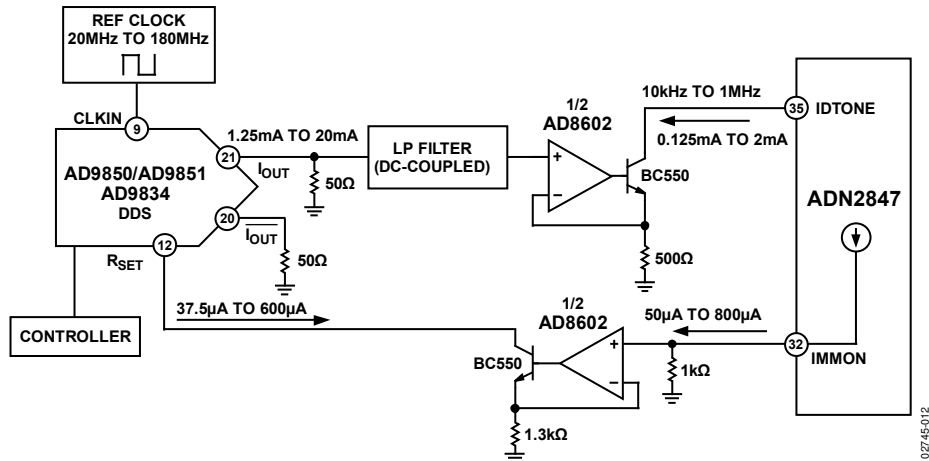 REF CLOCK
20MHz TO 180MHz
CLKIN
9
AD9850/AD9851
AD9834
DDS
21
IOUT
1.25mA TO 20mA
50Ω
20
IOUT
50Ω
12
RSET
CONTROLLER
LP FILTER
(DC-COUPLED)
1/2
AD8602
+
–
BC550
500Ω
10kHz TO 1MHz
0.125mA TO 2mA
35
IDTONE
ADN2847
32
IMMON
50µA TO 800µA
1kΩ
1/2
AD8602
+
–
BC550
1.3kΩ
37.5µA TO 600µA
02745-012